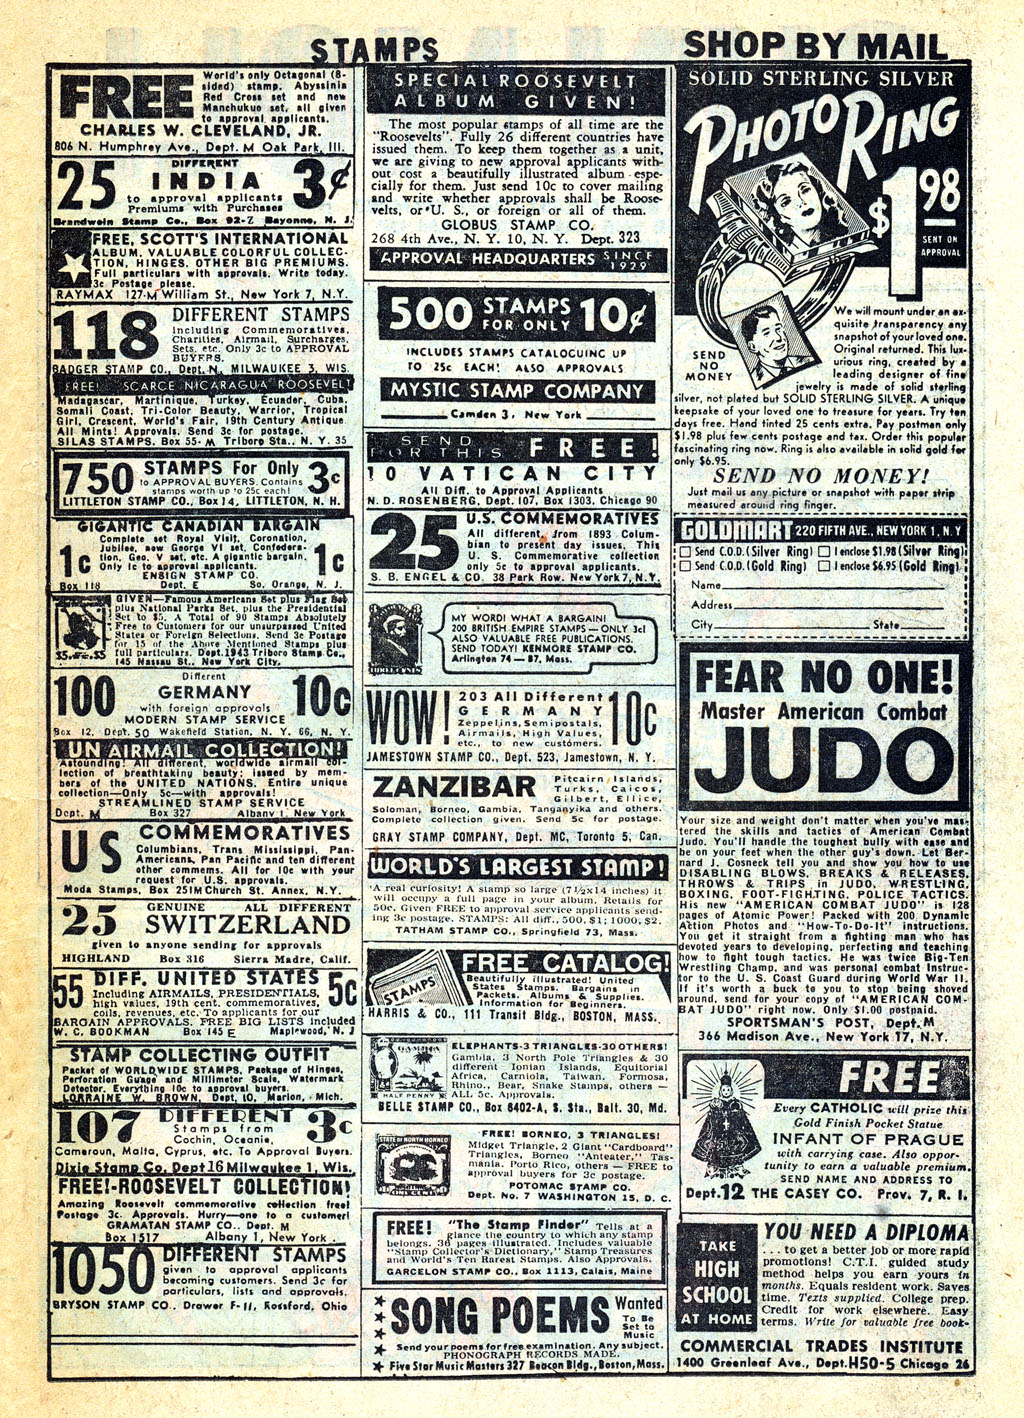 STAMPS
SHOP BY MAIL
FREE
World's only Octagonal (8-
sided) stamp, Abyssinia
Red Cross set and new
Manchukuo set, all given
to approval applicants.
CHARLES W. CLEVELAND, JR.
806 N. Humphrey Ave., Dept. M Oak Park, Ill.
25 DIFFERENT INDIA 3¢
to approval applicants
Premiums with Purchases
Brandwein Stamp Co., Box 92-Z Bayonne, N. J.
FREE, SCOTT'S INTERNATIONAL
ALBUM, VALUABLE COLORFUL COLLEC-
TION, HINGES, OTHER BIG PREMIUMS.
Full particulars with approvals. Write today.
3c Postage please.
RAYMAX 127-M William St., New York 7, N.Y.
118 DIFFERENT STAMPS
Including Commemoratives,
Charities, Airmail, Surcharges,
Sets, etc. Only 3c to APPROVAL
BUYERS.
BADGER STAMP CO., Dept. N, MILWAUKEE 3, WIS.
FREE! SCARCE NICARAGUA ROOSEVELT
Madagascar, Martinique, Turkey, Ecuador, Cuba,
Somali Coast, Tri-Color Beauty, Warrior, Tropical
Girl, Crescent, World's Fair, 19th Century Antique.
All Mints! Approvals. Send 3c for postage.
SILAS STAMPS, Box 55-M Triboro Sta., N. Y. 35
750 STAMPS For Only 3c
to APPROVAL BUYERS. Contains
stamps worth up to 25c each!
LITTLETON STAMP CO., Box 14, LITTLETON, N. H.
GIGANTIC CANADIAN BARGAIN
1c Complete set Royal Visit, Coronation,
Jubilee, new George VI set, Confedera-
tion, Geo. V set, etc. A gigantic bargain.
Only 1c to approval applicants. 1c
ENSIGN STAMP CO.
Box 118 Dept. E So. Orange, N. J.
GIVEN—Famous Americans Set plus Flag Set
plus National Parks Set, plus the Presidential
Set to $5. A Total of 90 Stamps Absolutely
Free to Customers for our unsurpassed United
States or Foreign Selections. Send 3c Postage
for 15 of the Above Mentioned Stamps plus
full particulars. Dept. 1943 Triboro Stamp Co.,
145 Nassau St., New York City.
100 Different GERMANY 10c
with foreign approvals
MODERN STAMP SERVICE
Box 12, Dept. 50 Wakefield Station, N. Y. 66, N. Y.
UN AIRMAIL COLLECTION!
Astounding! All different, worldwide airmail col-
lection of breathtaking beauty; issued by mem-
bers of the UNITED NATIONS. Entire unique
collection—Only 5c—with approvals!
STREAMLINED STAMP SERVICE
Dept. M Box 327 Albany 1, New York
US COMMEMORATIVES
Columbians, Trans Mississippi, Pan-
Americans, Pan Pacific and ten different
other commems. All for 10c with your
request for U.S. approvals.
Moda Stamps, Box 251M Church St. Annex, N.Y.
25 GENUINE ALL DIFFERENT
SWITZERLAND
given to anyone sending for approvals
HIGHLAND Box 316 Sierra Madre, Calif.
55 DIFF. UNITED STATES 5c
Including AIRMAILS, PRESIDENTIALS,
high values, 19th cent. commemoratives,
coils, revenues, etc. To applicants for our
BARGAIN APPROVALS. FREE BIG LISTS included
W. C. BOOKMAN Box 145 E Maplewood, N. J
STAMP COLLECTING OUTFIT
Packet of WORLDWIDE STAMPS, Package of Hinges,
Perforation Guage and Millimeter Scale, Watermark
Detector. Everything 10c to approval buyers.
LORRAINE W. BROWN, Dept. 10, Marion, Mich.
107 DIFFERENT 3c
Stamps from
Cochin, Oceania,
Cameroun, Malta, Cyprus, etc. To Approval Buyers.
Dixie Stamp Co. Dept 16 Milwaukee 1, Wis.
FREE!-ROOSEVELT COLLECTION!
Amazing Roosevelt commemorative collection free!
Postage 3c. Approvals. Hurry—one to a customer!
GRAMATAN STAMP CO., Dept. M
Box 1517 Albany 1, New York
1050 DIFFERENT STAMPS
given to approval applicants
becoming customers. Send 3c for
particulars, lists and approvals.
BRYSON STAMP CO., Drawer F-11, Rossford, Ohio
SPECIAL ROOSEVELT
ALBUM GIVEN!
The most popular stamps of all time are the
"Roosevelts". Fully 26 different countries have
issued them. To keep them together as a unit,
we are giving to new approval applicants with-
out cost a beautifully illustrated album espe-
cially for them. Just send 10c to cover mailing
and write whether approvals shall be Roose-
velts, or U. S., or foreign or all of them.
GLOBUS STAMP CO.
268 4th Ave., N. Y. 10, N. Y. Dept. 323
APPROVAL HEADQUARTERS SINCE 1929
500 STAMPS FOR ONLY 10¢
INCLUDES STAMPS CATALOGUING UP
TO 25c EACH! ALSO APPROVALS
MYSTIC STAMP COMPANY
Camden 3, New York
SEND FOR THIS FREE!
10 VATICAN CITY
All Diff. to Approval Applicants
N. D. ROSENBERG, Dept. 107, Box 1303, Chicago 90
25 U.S. COMMEMORATIVES
All different, from 1893 Colum-
bian to present day issues. This
U. S. Commemorative collection
only 5c to approval applicants.
S. B. ENGEL & CO. 38 Park Row. New York 7, N.Y.
MY WORD! WHAT A BARGAIN!
200 BRITISH EMPIRE STAMPS — ONLY 3c!
ALSO VALUABLE FREE PUBLICATIONS.
SEND TODAY! KENMORE STAMP CO.
Arlington 74 — B7, Mass.
WOW! 203 All Different
GERMANY 10c
Zeppelins, Semipostals,
Airmails, High Values,
etc., to new customers.
JAMESTOWN STAMP CO., Dept. 523, Jamestown, N. Y.
ZANZIBAR Pitcairn Islands,
Turks, Caicos,
Gilbert, Ellice,
Soloman, Borneo, Gambia, Tanganyika and others.
Complete collection given. Send 5c for postage.
GRAY STAMP COMPANY, Dept. MC, Toronto 5, Can.
WORLD'S LARGEST STAMP!
A real curiosity! A stamp so large (7½x14 inches) it
will occupy a full page in your album. Retails for
50c. Given FREE to approval service applicants send-
ing 3c postage. STAMPS: All diff., 500, $1; 1000, $2.
TATHAM STAMP CO., Springfield 73, Mass.
STAMPS
FREE CATALOG!
Beautifully illustrated! United
States Stamps. Bargains in
Packets. Albums & Supplies.
Information for Beginners.
HARRIS & CO., 111 Transit Bldg., BOSTON, MASS.
HALF PENNY
ELEPHANTS-3 TRIANGLES-30 OTHERS!
Gambia, 3 North Pole Triangles & 30
different Ionian Islands, Equitorial
Africa, Carniola, Taiwan, Formosa,
Rhino., Bear, Snake Stamps, others —
ALL 5c. Approvals.
BELLE STAMP CO., Box 6402-A, S. Sta., Balt. 30, Md.
STATE OF NORTH BORNEO
FREE! BORNEO, 3 TRIANGLES!
Midget Triangle, 2 Giant "Cardboard"
Triangles, Borneo "Anteater," Tas-
mania. Porto Rico, others — FREE to
approval buyers for 3c postage.
POTOMAC STAMP CO.
Dept. No. 7 WASHINGTON 15, D. C.
FREE! "The Stamp Finder" Tells at a
glance the country to which any stamp
belongs. 36 pages illustrated. Includes valuable
"Stamp Collector's Dictionary," Stamp Treasures
and World's Ten Rarest Stamps. Also Approvals.
GARCELON STAMP CO., Box 1113, Calais, Maine
SONG POEMS Wanted
To Be
Set to
Music
Send your poems for free examination. Any subject.
PHONOGRAPH RECORDS MADE.
Five Star Music Masters 327 Beacon Bldg., Boston, Mass.
SOLID STERLING SILVER
PHOTO RING
$1.98
SENT ON
APPROVAL
SEND
NO
MONEY
We will mount under an ex-
quisite transparency any
snapshot of your loved one.
Original returned. This lux-
urious ring, created by a
leading designer of fine
jewelry is made of solid sterling
silver, not plated but SOLID STERLING SILVER. A unique
keepsake of your loved one to treasure for years. Try ten
days free. Hand tinted 25 cents extra. Pay postman only
$1.98 plus few cents postage and tax. Order this popular
fascinating ring now. Ring is also available in solid gold for
only $6.95.
SEND NO MONEY!
Just mail us any picture or snapshot with paper strip
measured around ring finger.
GOLDMART 220 FIFTH AVE., NEW YORK 1, N. Y
Send C.O.D. (Silver Ring) I enclose $1.98 (Silver Ring)
Send C.O.D. (Gold Ring) I enclose $6.95 (Gold Ring)
Name
Address
City State
FEAR NO ONE!
Master American Combat
JUDO
Your size and weight don't matter when you've mas-
tered the skills and tactics of American Combat
Judo. You'll handle the toughest bully with ease and
be on your feet when the other guy's down. Let Ber-
nard J. Cosneck tell you and show you how to use
DISABLING BLOWS, BREAKS & RELEASES,
THROWS & TRIPS in JUDO, WRESTLING,
BOXING, FOOT-FIGHTING, POLICE TACTICS.
His new "AMERICAN COMBAT JUDO" is 128
pages of Atomic Power! Packed with 200 Dynamic
Action Photos and "How-To-Do-It" instructions.
You get it straight from a fighting man who has
devoted years to developing, perfecting and teaching
how to fight tough tactics. He was twice Big-Ten
Wrestling Champ, and was personal combat Instruc-
tor to the U. S. Coast Guard during World War II.
If it's worth a buck to you to stop being shoved
around, send for your copy of "AMERICAN COM-
BAT JUDO" right now. Only $1.00 postpaid.
SPORTSMAN'S POST, Dept. M
366 Madison Ave., New York 17, N.Y.
FREE
Every CATHOLIC will prize this
Gold Finish Pocket Statue
INFANT OF PRAGUE
with carrying case. Also oppor-
tunity to earn a valuable premium.
SEND NAME AND ADDRESS TO
Dept. 12 THE CASEY CO. Prov. 7, R. I.
TAKE
HIGH
SCHOOL
AT HOME
YOU NEED A DIPLOMA
. . . to get a better job or more rapid
promotions! C.T.I. guided study
method helps you earn yours in
months. Equals resident work. Saves
time. Texts supplied. College prep.
Credit for work elsewhere. Easy
terms. Write for valuable free book-
COMMERCIAL TRADES INSTITUTE
1400 Greenleaf Ave., Dept. H50-5 Chicago 26